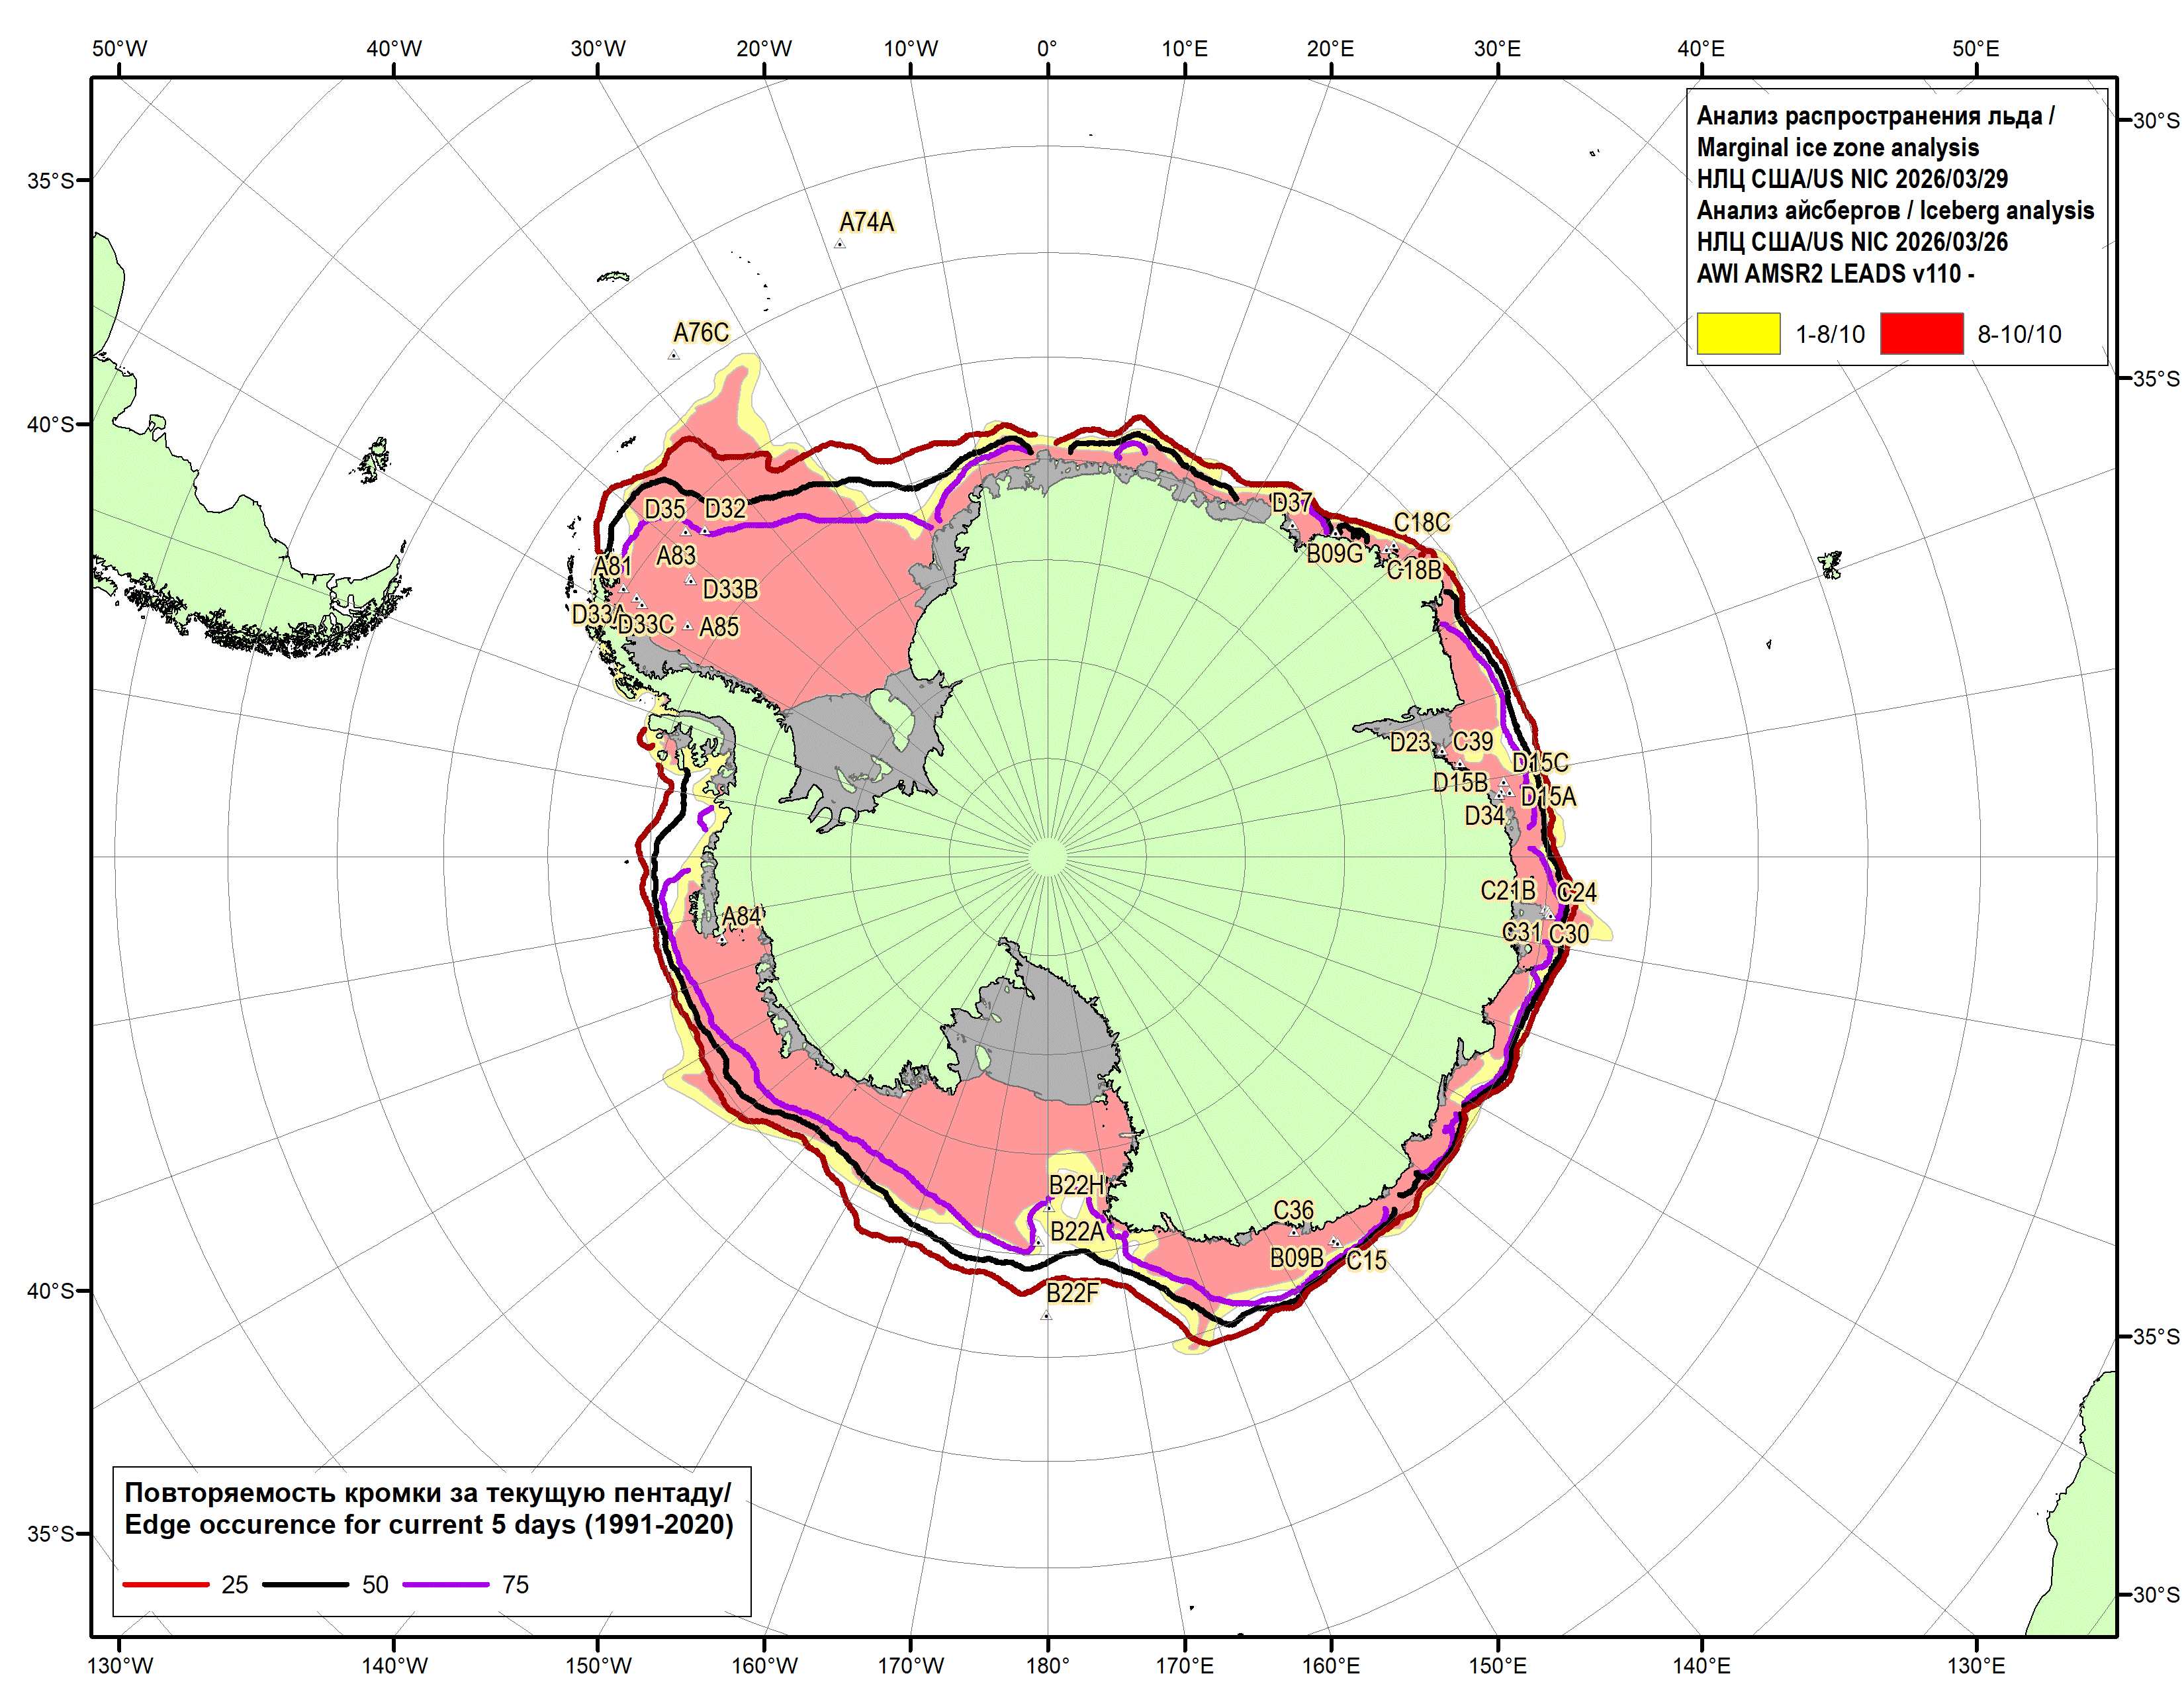 50°W 40°W 30°W 20°W 10°W 0° 10°E 20°E 30°E 40°E 50°E
Анализ распространения льда /
Marginal ice zone analysis
НЛЦ США/US NIC 2026/03/29
Анализ айсбергов / Iceberg analysis
НЛЦ США/US NIC 2026/03/26
AWI AMSR2 LEADS v110 -
1-8/10 8-10/10
30°S
35°S
35°S
40°S
A74A
A76C
D35 D32
D37
C18C
A81 A83
B09G
C18B
D33B
D33A D33C A85
D23 C39
D15C
D15B
D15A
D34
C21B C24
A84
C31 C30
B22H
C36
B22A
B09B C15
B22F
40°S
35°S
35°S
30°S
Повторяемость кромки за текущую пентаду/
Edge occurence for current 5 days (1991-2020)
25 50 75
130°W 140°W 150°W 160°W 170°W 180° 170°E 160°E 150°E 140°E 130°E